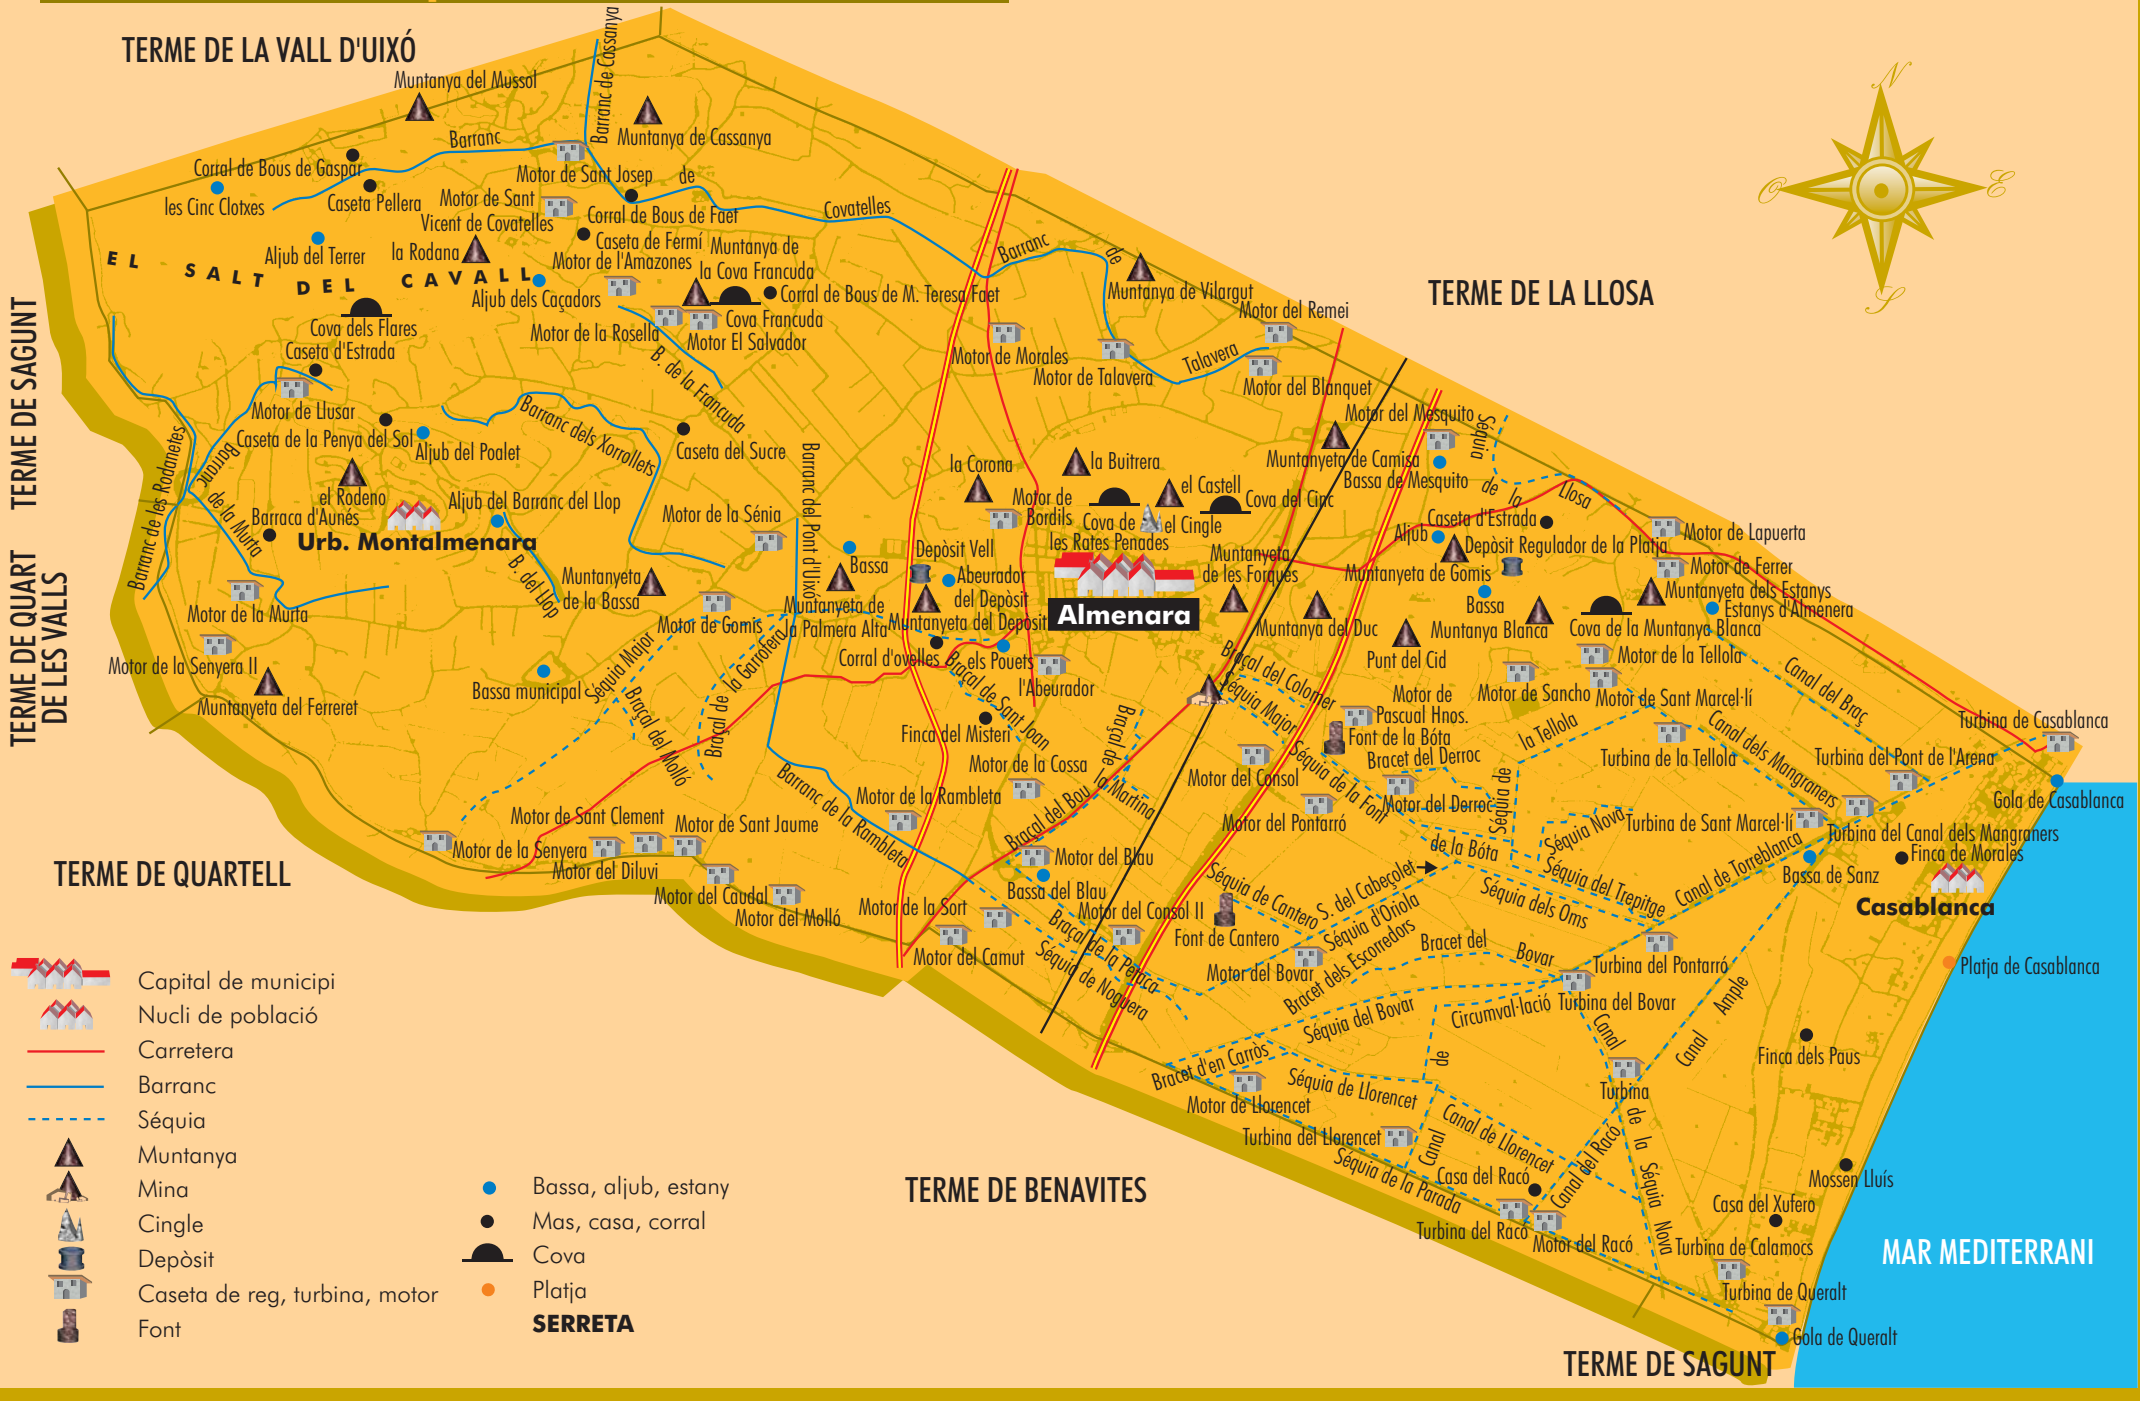 TERME DE LA VALL D'UIXÓ
Muntanya del Mussol
Barranc de Cassanya
Barranc
Muntanya de Cassanya
Corral de Bous de Gaspar
Motor de Sant Josep
de
les Cinc Clotxes
Caseta Pellera
Motor de Sant
Vicent de Covatelles
Corral de Bous de Faet
Covatelles
Caseta de Fermí
Aljub del Terrer
la Rodana
Motor de l'Amazones
Muntanya de
la Cova Francuda
EL SALT DEL CAVALL
Aljub dels Caçadors
Corral de Bous de M. Teresa Faet
Cova dels Flares
Cova Francuda
Motor de la Rosella
Motor El Salvador
Caseta d'Estrada
B. de la Francuda
Barranc
de
Muntanya de Vilargut
Motor del Remei
TERME DE LA LLOSA
Motor de Morales
Motor de Talavera
Talavera
Motor del Blanquet
N
E
S
O
TERME DE SAGUNT
TERME DE QUART
DE LES VALLS
Motor de Llusar
Caseta de la Penya del Sol
Aljub del Poalet
Barranc dels Xorrollets
Caseta del Sucre
Barranc de les Rodanetes
Barranc
de la Murta
el Rodeno
Barraca d'Aunés
Urb. Montalmenara
Aljub del Barranc del Llop
B. del Llop
Motor de la Sénia
Barranc del Pont d'Uixó
Motor de la Murta
Motor de la Senyera II
Muntanyeta del Ferreret
Muntanyeta
de la Bassa
Motor de Gomis
Bassa municipal
Séquia Major
Braçal del Molló
Braçal de
la Garrotera
Bassa
Muntanyeta de
la Palmera Alta
la Corona
la Buitrera
Motor de
Bordils
el Castell
Cova del Cinc
Cova de
les Rates Penades
el Cingle
Depòsit Vell
Abeurador
del Depòsit
Muntanyeta del Depòsit
Almenara
Muntanyeta
de les Forques
Corral d'ovelles
els Pouets
l'Abeurador
Braçal de Sant Joan
Finca del Misteri
Motor de la Cossa
Motor de la Rambleta
Barranc de la Rambleta
Braçal de
la Martina
Braçal del Bou
Motor del Blau
Bassa del Blau
Motor de la Sort
Motor del Camut
Motor del Consol II
Braçal de la Petaca
Séquia de Noguera
Motor del Mesquito
Séquia
de la
Llosa
Muntanyeta de Camisa
Bassa de Mesquito
Caseta d'Estrada
Aljub
Depòsit Regulador de la Platja
Motor de Lapuerta
Motor de Ferrer
Muntanyeta de Gomis
Muntanyeta dels Estanys
Estanys d'Almenera
Bassa
Muntanya Blanca
Cova de la Muntanya Blanca
Muntanya del Duc
Punt del Cid
Motor de la Tellola
Canal del Braç
Motor de Sancho
Motor de Sant Marcel·lí
Braçal del Colomer
Séquia Major
Motor de
Pascual Hnos.
Font de la Bóta
Bracet del Derroc
la Tellola
Séquia de
Turbina de la Tellola
Canal dels Mangraners
Turbina de Casablanca
Turbina del Pont de l'Arena
Gola de Casablanca
Motor del Consol
Séquia de la Font
de la Bóta
Motor del Derroc
Motor del Pontarró
Séquia Nova
Turbina de Sant Marcel·lí
Turbina del Canal dels Mangraners
Finca de Morales
Bassa de Sanz
Casablanca
Canal de Torreblanca
Séquia del Trepitge
Séquia dels Oms
Séquia de Cantero
S. del Cabeçolet
Séquia d'Oriola
Font de Cantero
Motor del Bovar
Bracet dels Escorredors
Bracet del
Bovar
Turbina del Pontarró
Platja de Casablanca
Turbina del Bovar
Circumval·lació
Séquia del Bovar
Canal
Ample
Bracet d'en Carròs
Motor de Llorencet
Séquia de Llorencet
Canal
de
Canal de Llorencet
Turbina del Llorencet
Séquia de la Parada
Canal
de la Séquia Nova
Turbina
Finca dels Paus
Casa del Racó
Canal del Racó
Turbina del Racó
Motor del Racó
Mossen Lluís
Casa del Xufero
Turbina de Calamocs
Turbina de Queralt
Gola de Queralt
MAR MEDITERRANI
TERME DE SAGUNT
TERME DE BENAVITES
TERME DE QUARTELL
Motor de Sant Clement
Motor de la Senyera
Motor de Sant Jaume
Motor del Diluvi
Motor del Caudal
Motor del Molló
Capital de municipi
Nucli de població
Carretera
Barranc
Séquia
Muntanya
Mina
Cingle
Depòsit
Caseta de reg, turbina, motor
Font
Bassa, aljub, estany
Mas, casa, corral
Cova
Platja
SERRETA